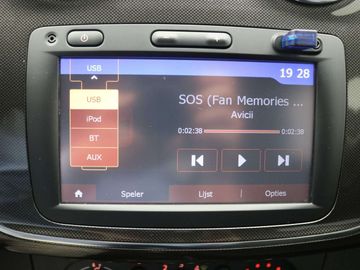 USB
19 28
USB
SOS (Fan Memories ...
iPod
Avicii
BT
0:02:38
0:02:38
AUX
Speler
Lijst
Opties